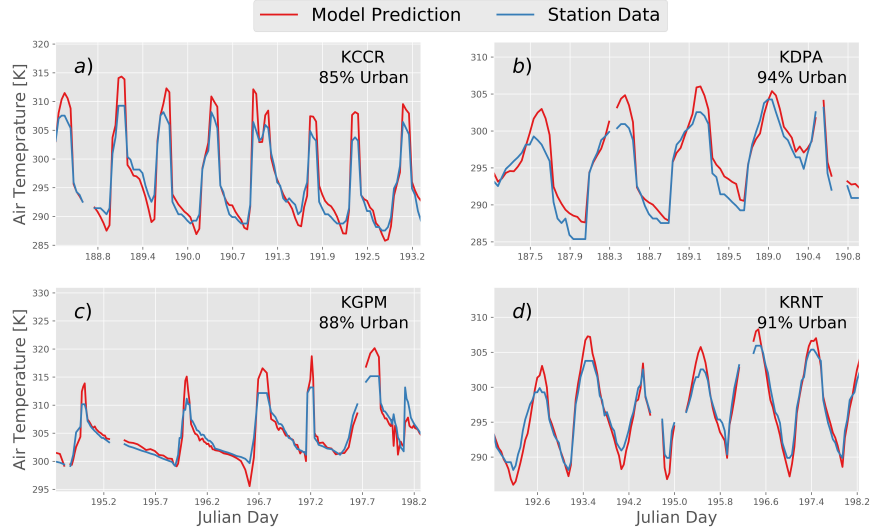 Model Prediction Station Data
a) KCCR
85% Urban
Air Temeprature [K]
320
315
310
305
300
295
290
285
188.8 189.4 190.0 190.7 191.3 191.9 192.5 193.2
b) KDPA
94% Urban
310
305
300
295
290
285
187.5 187.9 188.3 188.7 189.1 189.5 189.0 190.4 190.8
c) KGPM
88% Urban
Air Temperature [K]
330
325
320
315
310
305
300
295
195.2 195.7 196.2 196.7 197.2 197.7 198.2
Julian Day
d) KRNT
91% Urban
310
305
300
295
290
192.6 193.4 194.2 195.0 195.8 196.6 197.4 198.2
Julian Day